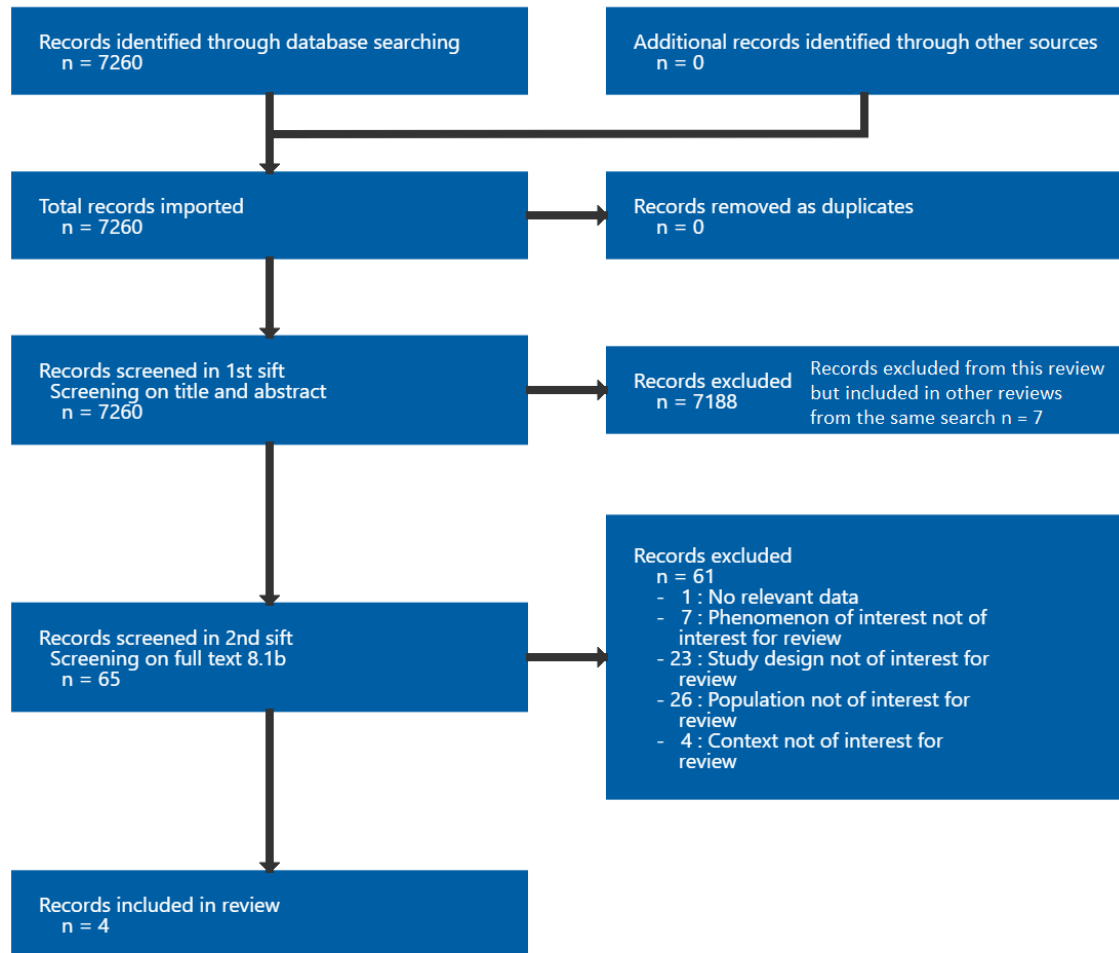 Records identified through database searching
n = 7260
Additional records identified through other sources
n = 0
Total records imported
n = 7260
Records removed as duplicates
n = 0
Records screened in 1st sift
Screening on title and abstract
n = 7260
Records excluded
n = 7188
Records excluded from this review
but included in other reviews
from the same search n = 7
Records screened in 2nd sift
Screening on full text 8.1b
n = 65
Records excluded
n = 61
- 1 : No relevant data
- 7 : Phenomenon of interest not of
interest for review
- 23 : Study design not of interest for
review
- 26 : Population not of interest for
review
- 4 : Context not of interest for
review
Records included in review
n = 4